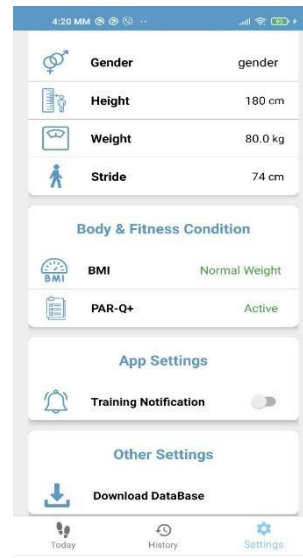 4:20 MM
Gender gender
Height 180 cm
Weight 80.0 kg
Stride 74 cm
Body & Fitness Condition
BMI BMI Normal Weight
PAR-Q+ Active
App Settings
Training Notification
Other Settings
Download DataBase
Today History Settings